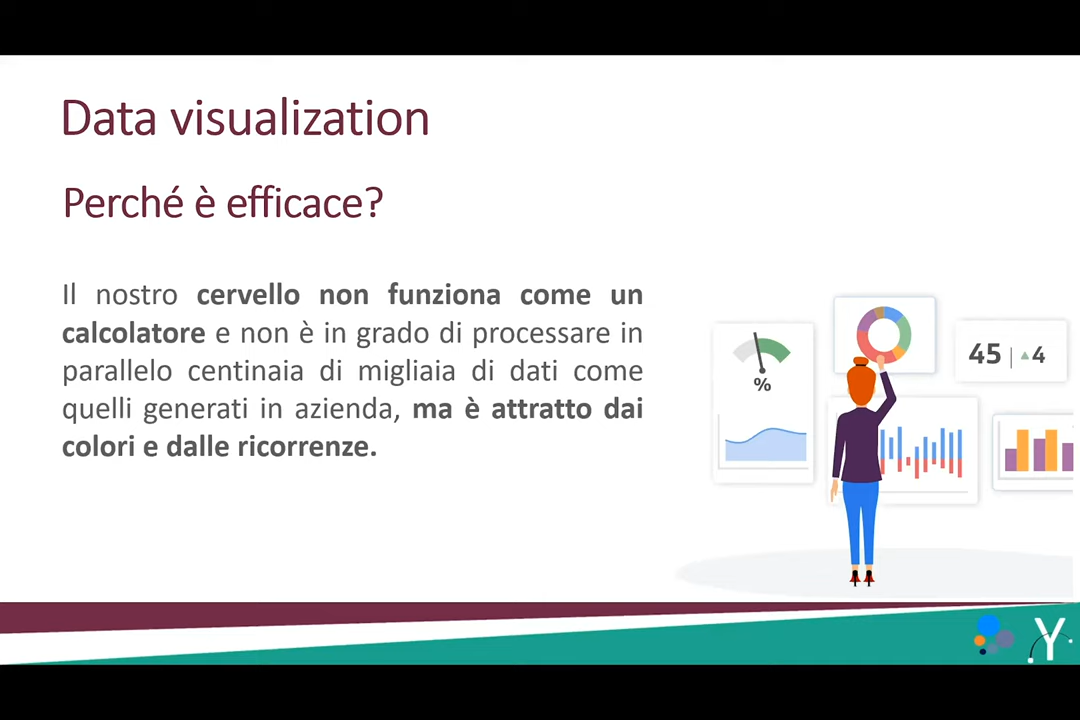 Data visualization
Perché è efficace?
Il nostro cervello non funziona come un
calcolatore e non è in grado di processare in
parallelo centinaia di migliaia di dati come
quelli generati in azienda, ma è attratto dai
colori e dalle ricorrenze.
%
45 | ▲4
Y